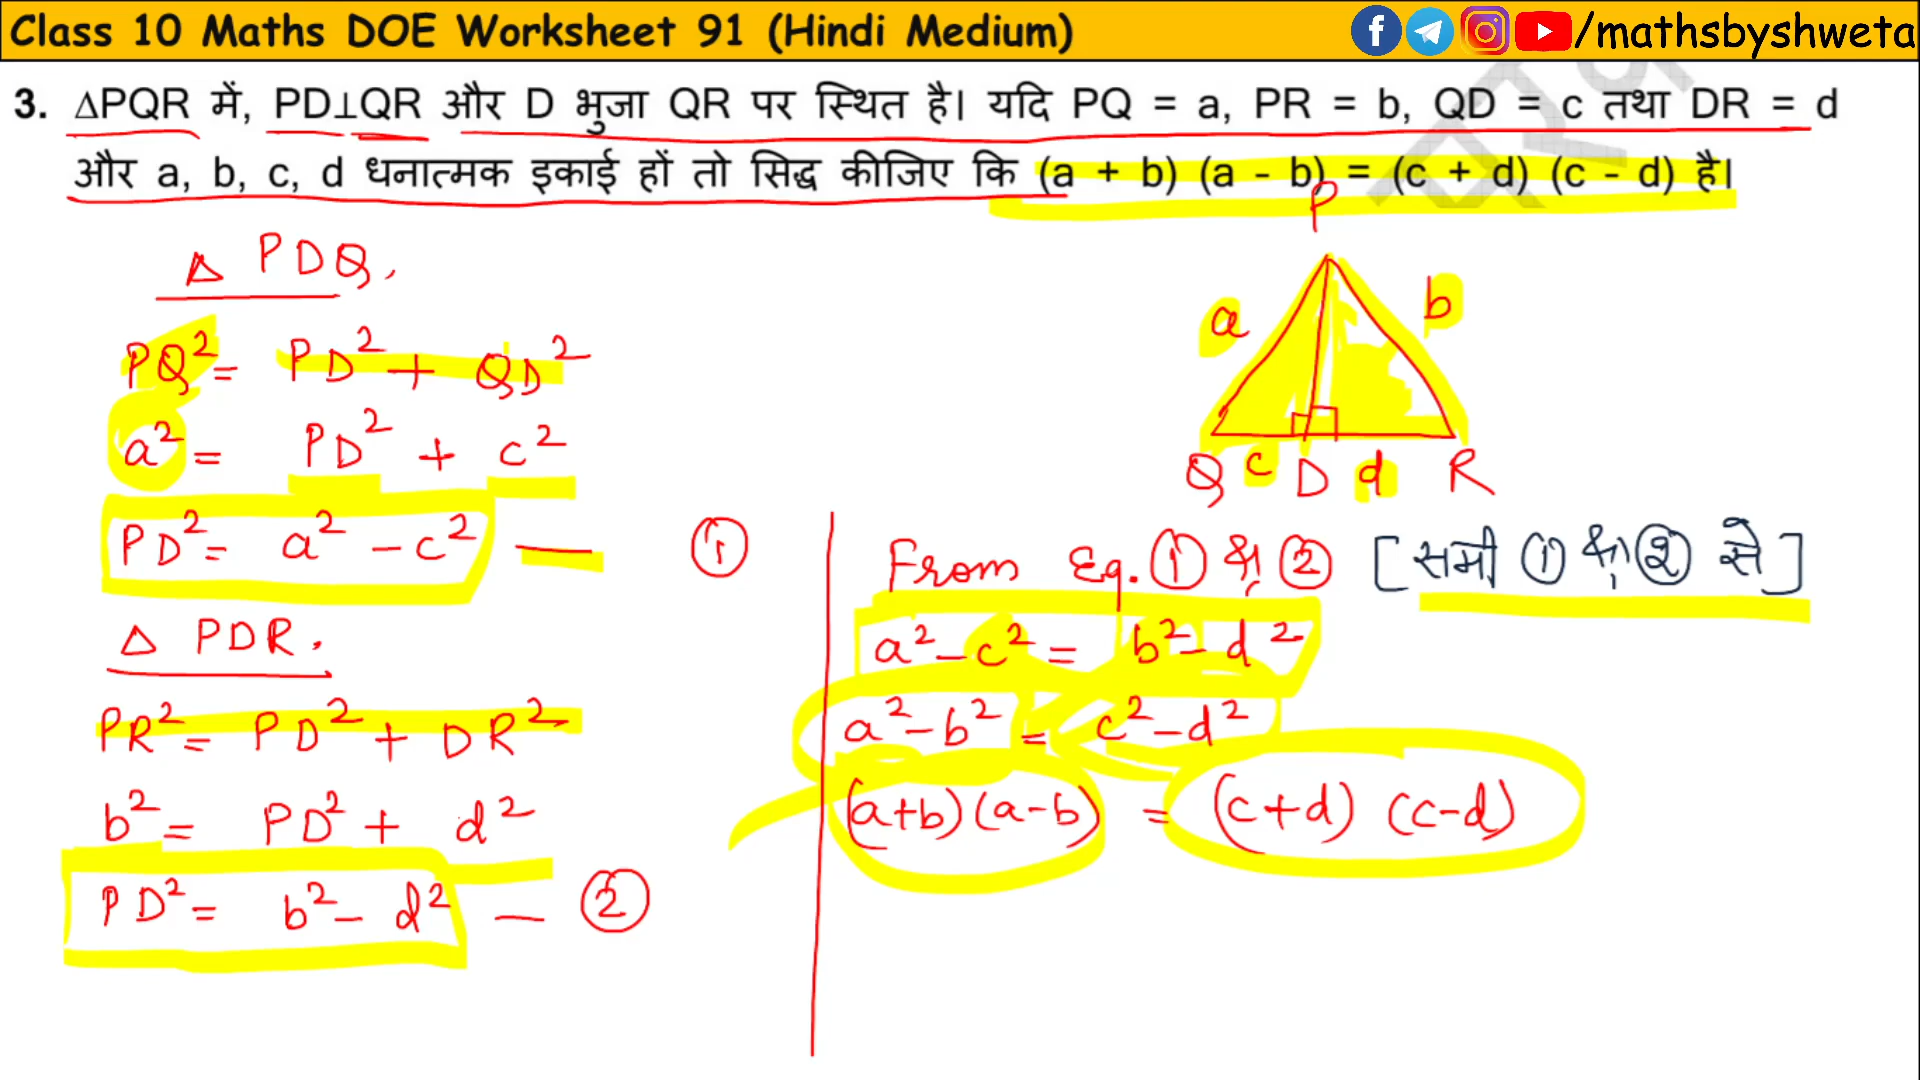 Class 10 Maths DOE Worksheet 91 (Hindi Medium)
/mathsbyshweta
3. ΔPQR में, PD⊥QR और D भुजा QR पर स्थित है। यदि PQ = a, PR = b, QD = c तथा DR = d
और a, b, c, d धनात्मक इकाई हों तो सिद्ध कीजिए कि (a + b) (a - b) = (c + d) (c - d) है।
Δ PDQ,
PQ² = PD² + QD²
a² = PD² + c²
PD² = a² - c² — ①
Δ PDR.
PR² = PD² + DR²
b² = PD² + d²
PD² = b² - d² — ②
P
a b
Q c D d R
From Eq. ① & ② [समी ① & ② से]
a² - c² = b² - d²
a² - b² = c² - d²
(a+b) (a-b) = (c+d) (c-d)